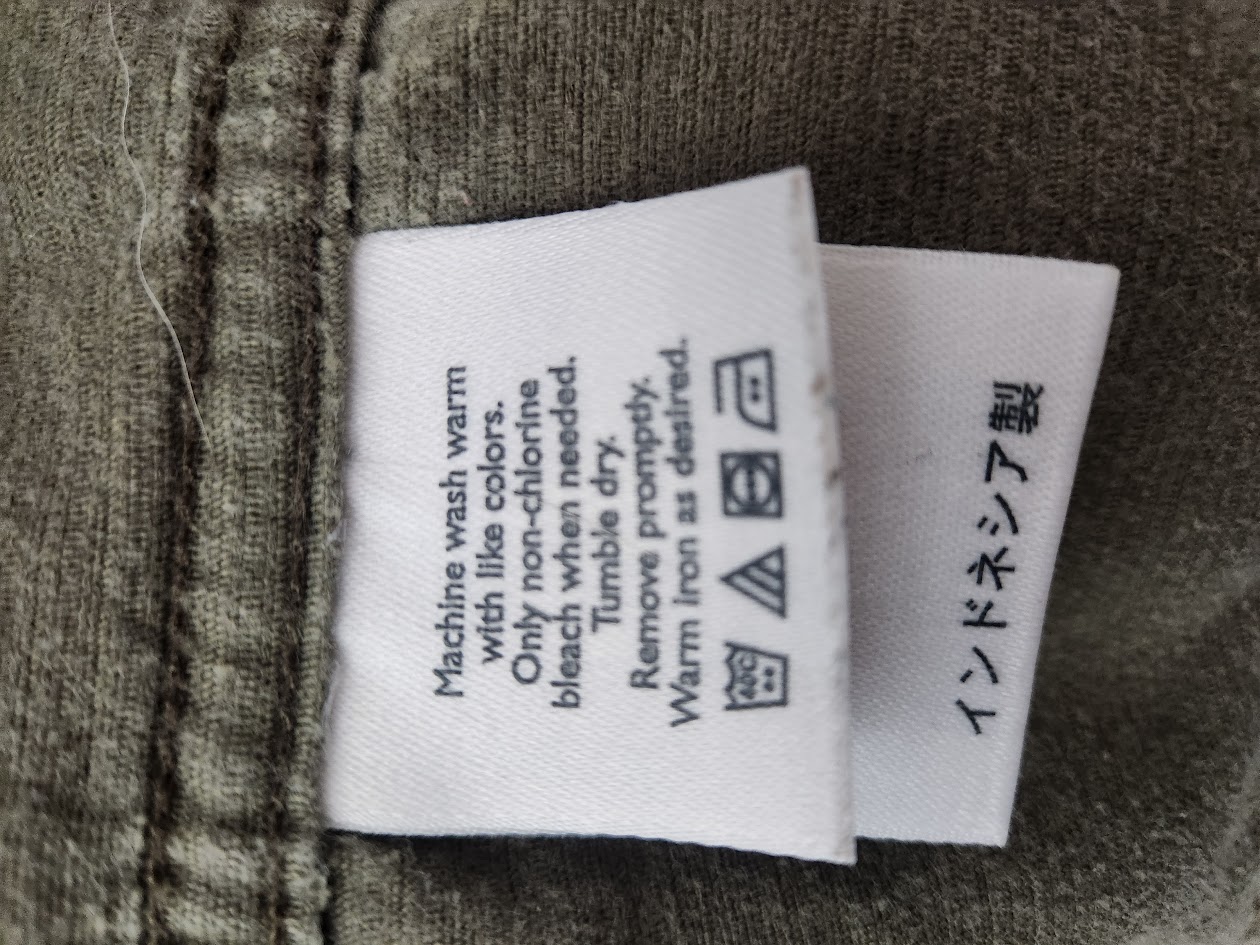 Machine wash warm
with like colors.
Only non-chlorine
bleach when needed.
Tumble dry.
Remove promptly.
Warm iron as desired.
40C
インドネシア製